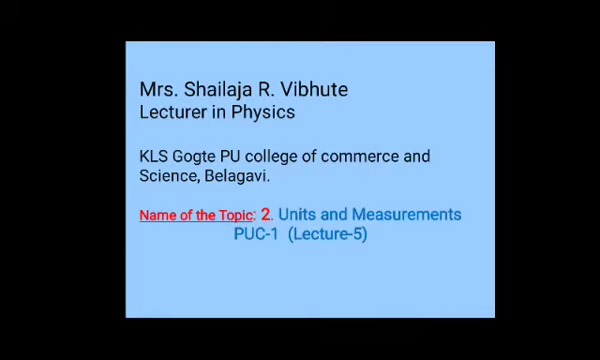 Mrs. Shailaja R. Vibhute
Lecturer in Physics
KLS Gogte PU college of commerce and
Science, Belagavi.
Name of the Topic: 2. Units and Measurements
PUC-1 (Lecture-5)